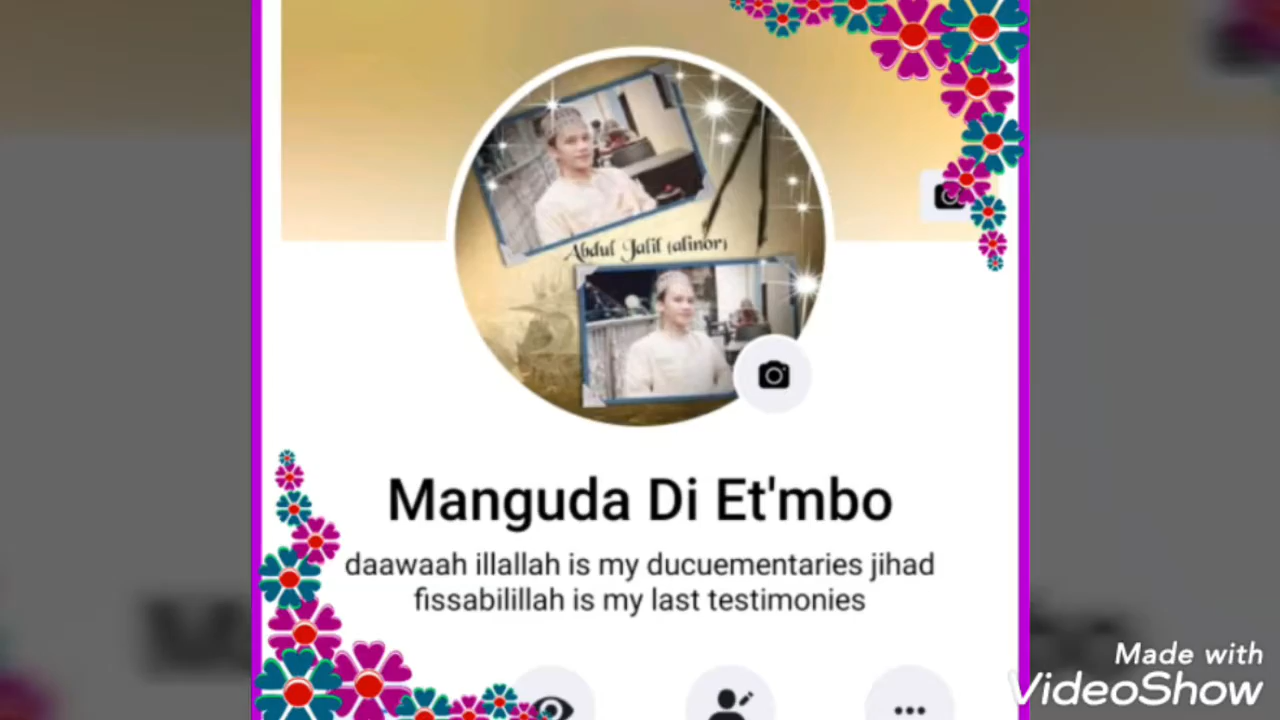 Abdul Jalil (alinor)
Manguda Di Et'mbo
daawaah illallah is my ducuementaries jihad
fissabilillah is my last testimonies
Made with
VideoShow